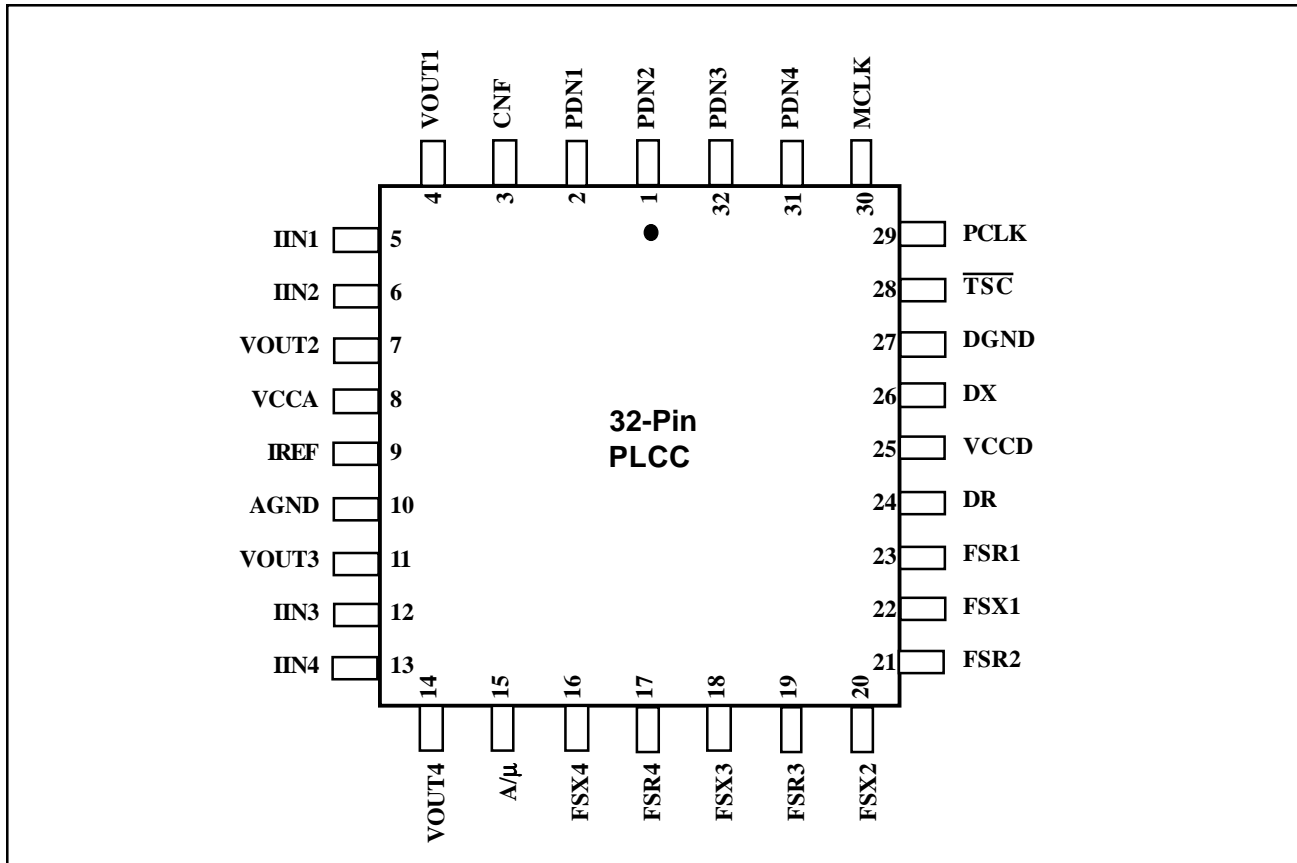 VOUT1
CNF
PDN1
PDN2
PDN3
PDN4
MCLK
4
3
2
1
32
31
30
IIN1 5
IIN2 6
VOUT2 7
VCCA 8
IREF 9
AGND 10
VOUT3 11
IIN3 12
IIN4 13
32-Pin
PLCC
29 PCLK
28 TSC
27 DGND
26 DX
25 VCCD
24 DR
23 FSR1
22 FSX1
21 FSR2
14
15
16
17
18
19
20
VOUT4
A/μ
FSX4
FSR4
FSX3
FSR3
FSX2